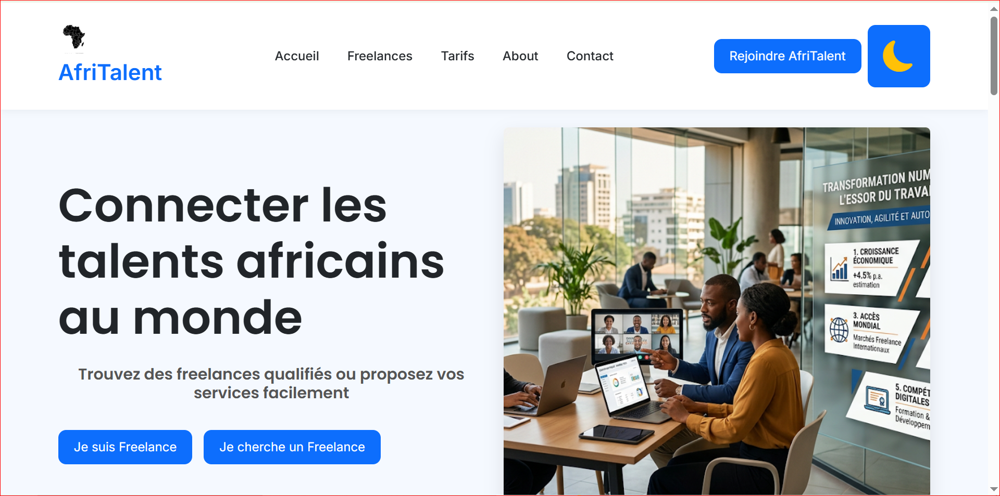 AfriTalent
Accueil
Freelances
Tarifs
About
Contact
Rejoindre AfriTalent
Connecter les
talents africains
au monde
Trouvez des freelances qualifiés ou proposez vos
services facilement
Je suis Freelance
Je cherche un Freelance
TRANSFORMATION NUM
L'ESSOR DU TRAVA
INNOVATION, AGILITÉ ET AUTO
1. CROISSANCE
ÉCONOMIQUE
+4,5% p.a.
estimation
3. ACCÈS
MONDIAL
Marchés Freelance
Internationaux
5. COMPÉT
DIGITALES
Formation &
Développem